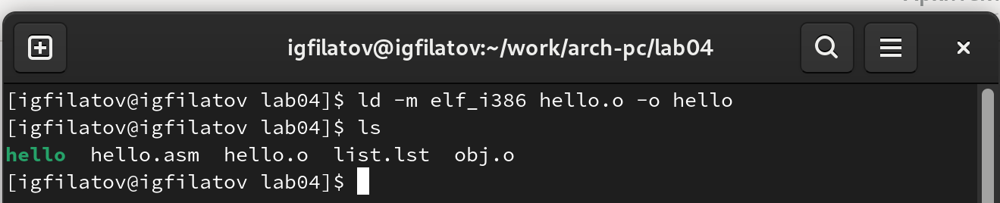 igfilatov@igfilatov:~/work/arch-pc/lab04
[igfilatov@igfilatov lab04]$ ld -m elf_i386 hello.o -o hello
[igfilatov@igfilatov lab04]$ ls
hello  hello.asm  hello.o  list.lst  obj.o
[igfilatov@igfilatov lab04]$